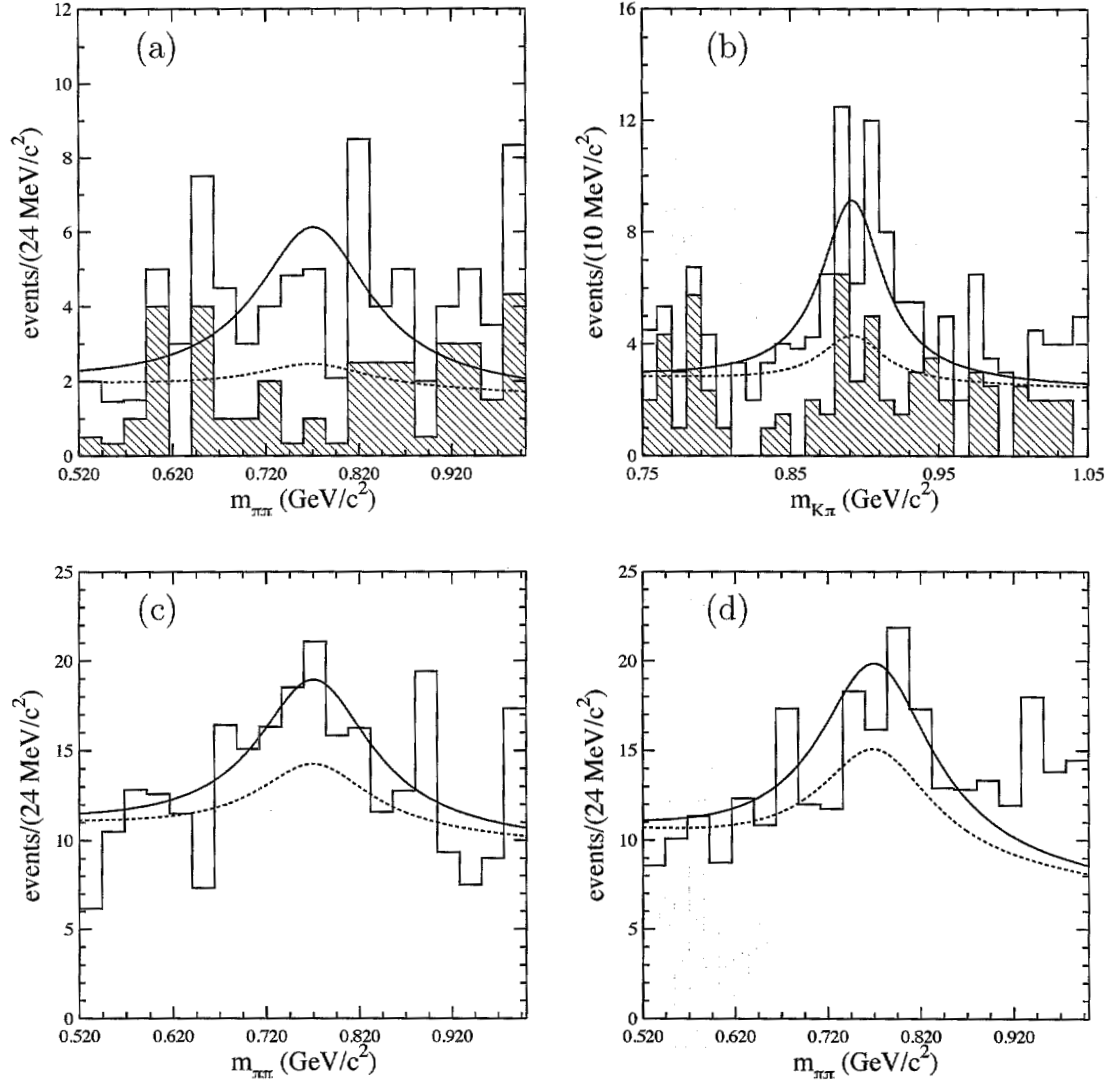 (a)
12
10
8
6
4
2
0
events/(24 MeV/c²)
0.520 0.620 0.720 0.820 0.920
mππ (GeV/c²)
(b)
16
12
8
4
0
events/(10 MeV/c²)
0.75 0.85 0.95 1.05
mKπ (GeV/c²)
(c)
25
20
15
10
5
0
events/(24 MeV/c²)
0.520 0.620 0.720 0.820 0.920
mππ (GeV/c²)
(d)
25
20
15
10
5
0
events/(24 MeV/c²)
0.520 0.620 0.720 0.820 0.920
mππ (GeV/c²)